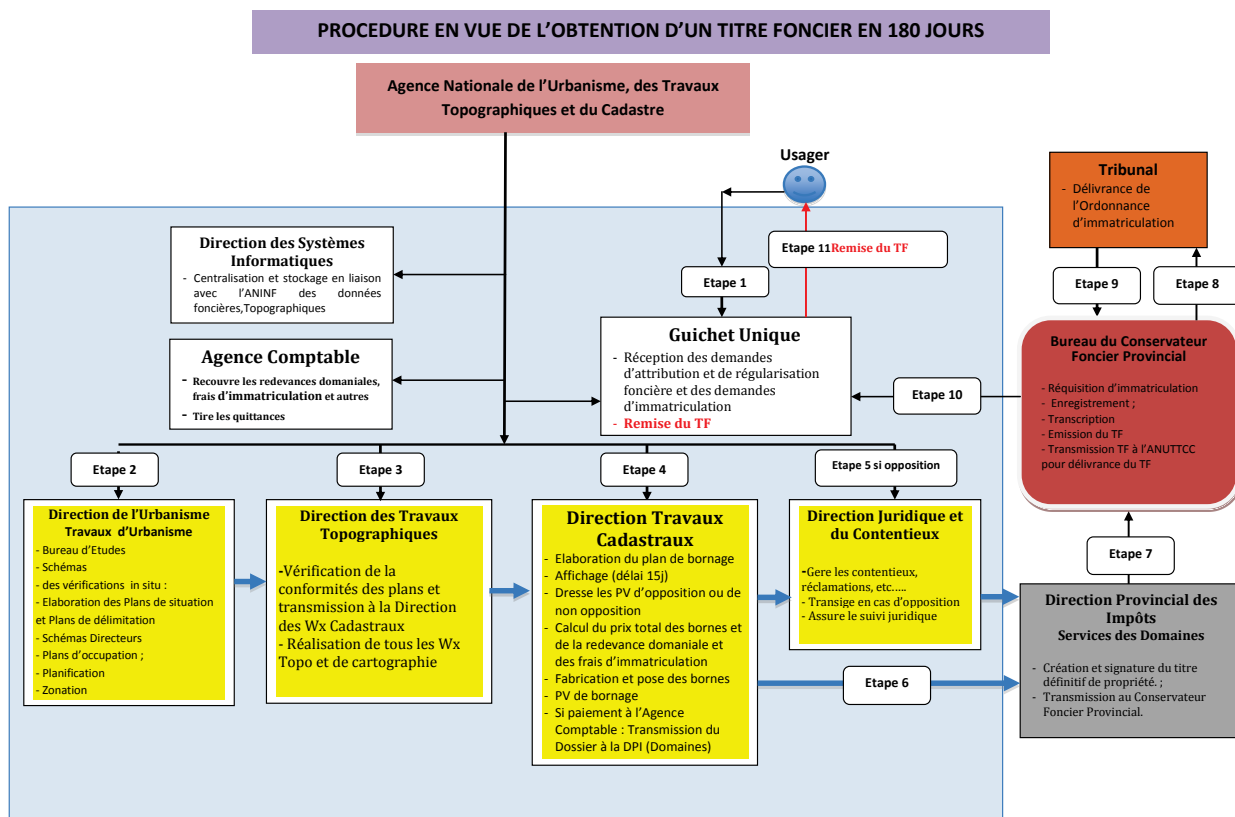 PROCEDURE EN VUE DE L'OBTENTION D'UN TITRE FONCIER EN 180 JOURS
Agence Nationale de l'Urbanisme, des Travaux
Topographiques et du Cadastre
Usager
Tribunal
- Délivrance de
l'Ordonnance
d'immatriculation
Direction des Systèmes
Informatiques
- Centralisation et stockage en liaison
avec l'ANINF des données
foncières,Topographiques
Etape 11Remise du TF
Etape 1
Etape 9
Etape 8
Guichet Unique
- Réception des demandes
d'attribution et de régularisation
foncière et des demandes
d'immatriculation
- Remise du TF
Agence Comptable
- Recouvre les redevances domaniales,
frais d'immatriculation et autres
- Tire les quittances
Bureau du Conservateur
Foncier Provincial
- Réquisition d'immatriculation
- Enregistrement ;
- Transcription
- Emission du TF
- Transmission TF à l'ANUTTCC
pour délivrance du TF
Etape 10
Etape 2
Etape 3
Etape 4
Etape 5 si opposition
Direction de l'Urbanisme
Travaux d'Urbanisme
- Bureau d'Etudes
- Schémas
- des vérifications in situ :
- Elaboration des Plans de situation
et Plans de délimitation
- Schémas Directeurs
- Plans d'occupation ;
- Planification
- Zonation
Direction des Travaux
Topographiques
-Vérification de la
conformités des plans et
transmission à la Direction
des Wx Cadastraux
- Réalisation de tous les Wx
Topo et de cartographie
Direction Travaux
Cadastraux
- Elaboration du plan de bornage
- Affichage (délai 15j)
- Dresse les PV d'opposition ou de
non opposition
- Calcul du prix total des bornes et
de la redevance domaniale et
des frais d'immatriculation
- Fabrication et pose des bornes
- PV de bornage
- Si paiement à l'Agence
Comptable : Transmission du
Dossier à la DPI (Domaines)
Direction Juridique et
du Contentieux
-Gere les contentieux,
réclamations, etc.....
- Transige en cas d'opposition
- Assure le suivi juridique
Etape 6
Etape 7
Direction Provincial des
Impôts
Services des Domaines
- Création et signature du titre
définitif de propriété. ;
- Transmission au Conservateur
Foncier Provincial.